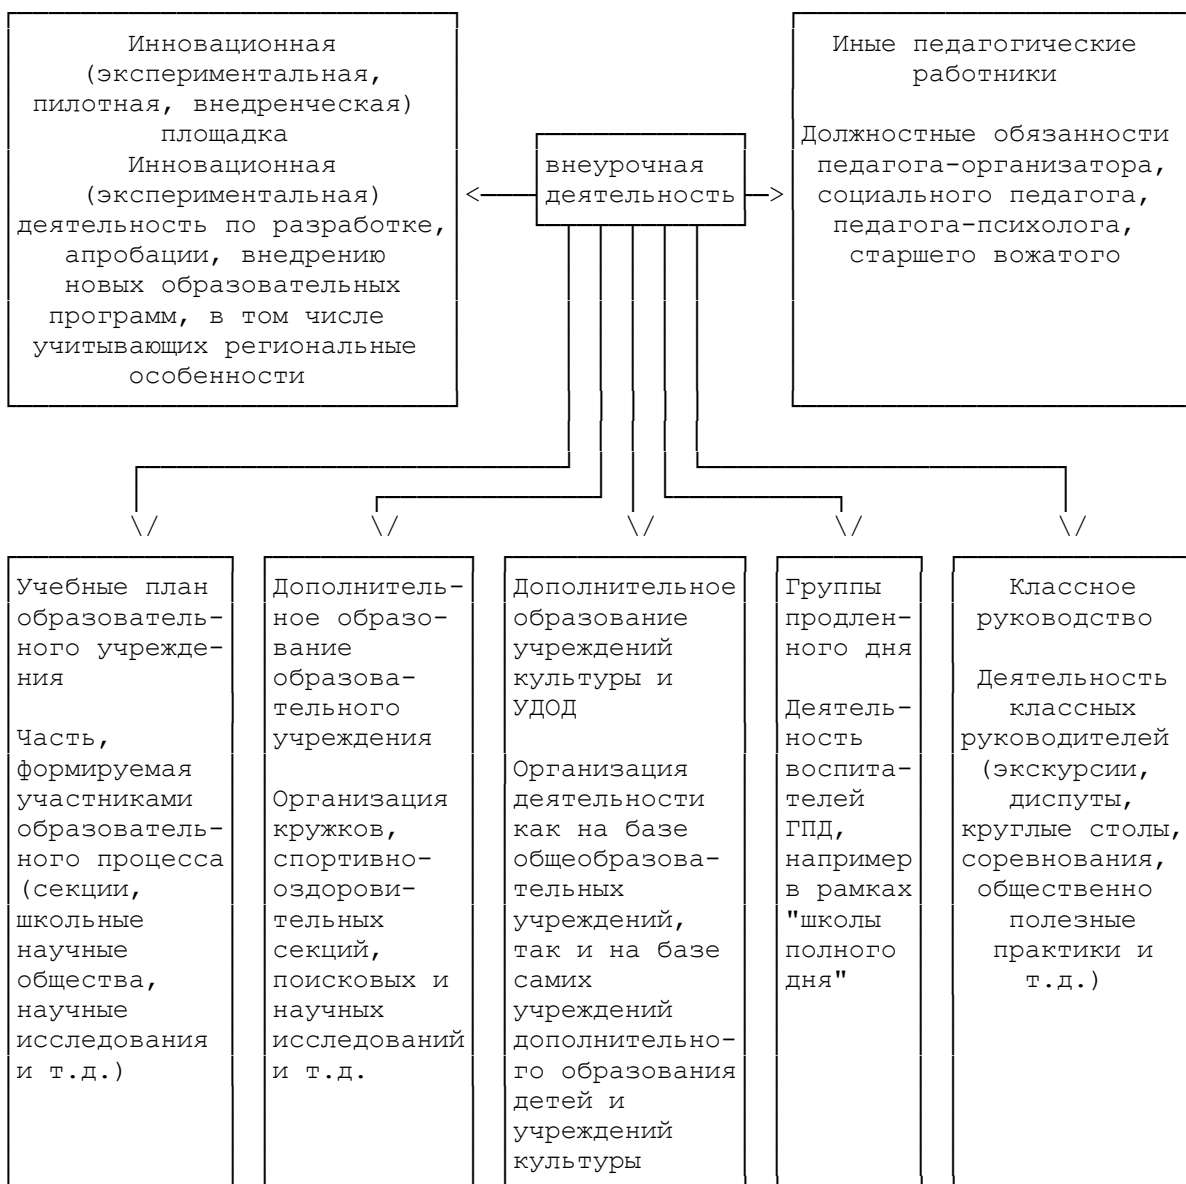 Инновационная
(экспериментальная,
пилотная, внедренческая)
площадка
Инновационная
(экспериментальная)
деятельность по разработке,
апробации, внедрению
новых образовательных
программ, в том числе
учитывающих региональные
особенности
внеурочная
деятельность
Иные педагогические
работники
Должностные обязанности
педагога-организатора,
социального педагога,
педагога-психолога,
старшего вожатого
Учебные план
образователь-
ного учрежде-
ния
Часть,
формируемая
участниками
образователь-
ного процесса
(секции,
школьные
научные
общества,
научные
исследования
и т.д.)
Дополнитель-
ное образо-
вание
образова-
тельного
учреждения
Организация
кружков,
спортивно-
оздорови-
тельных
секций,
поисковых и
научных
исследований
и т.д.
Дополнительное
образование
учреждений
культуры и
УДОД
Организация
деятельности
как на базе
общеобразова-
тельных
учреждений,
так и на базе
самих
учреждений
дополнительно-
го образования
детей и
учреждений
культуры
Группы
продлен-
ного дня
Деятель-
ность
воспита-
телей
ГПД,
например
в рамках
"школы
полного
дня"
Классное
руководство
Деятельность
классных
руководителей
(экскурсии,
диспуты,
круглые столы,
соревнования,
общественно
полезные
практики и
т.д.)